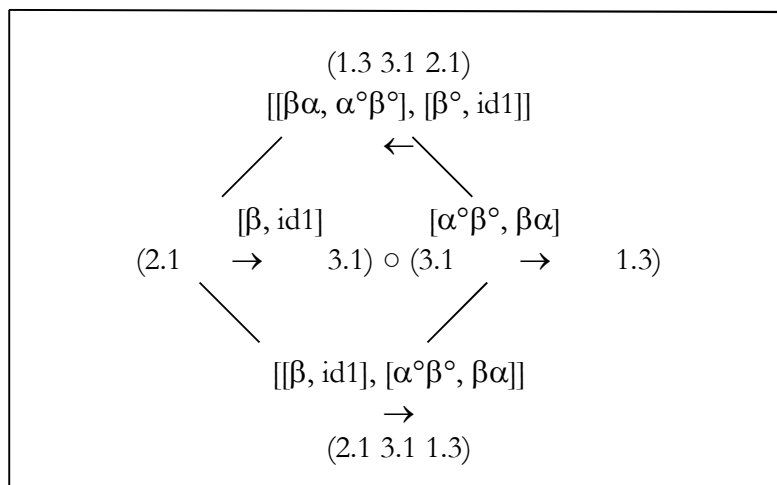 (1.3 3.1 2.1)
[[βα, α°β°], [β°, id1]]
←
[β, id1] [α°β°, βα]
(2.1 → 3.1) ○ (3.1 → 1.3)
[[β, id1], [α°β°, βα]]
→
(2.1 3.1 1.3)